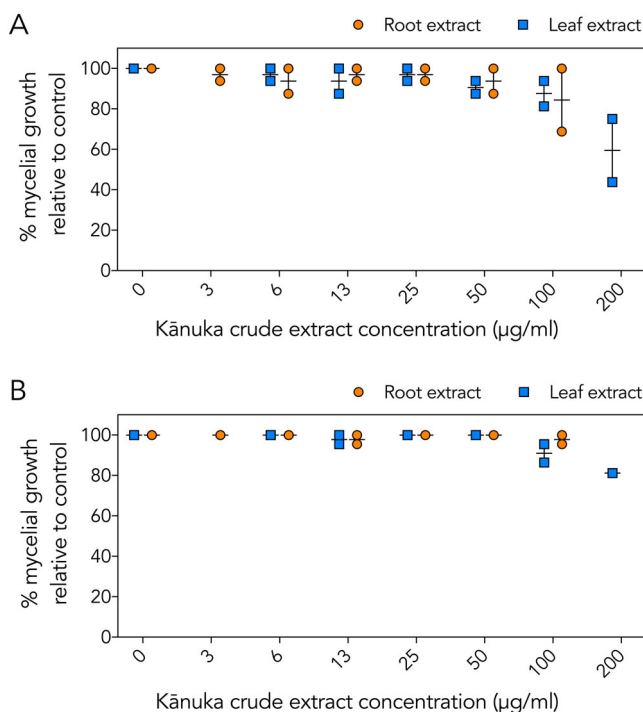 A
Root extract Leaf extract
% mycelial growth
relative to control
100
80
60
40
20
0
0 3 6 13 25 50 100 200
Kānuka crude extract concentration (µg/ml)
B
Root extract Leaf extract
% mycelial growth
relative to control
100
80
60
40
20
0
0 3 6 13 25 50 100 200
Kānuka crude extract concentration (µg/ml)